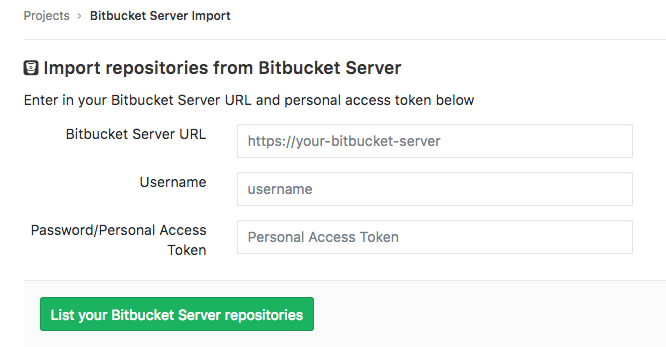 Projects › Bitbucket Server Import
Import repositories from Bitbucket Server
Enter in your Bitbucket Server URL and personal access token below
Bitbucket Server URL
https://your-bitbucket-server
Username
username
Password/Personal Access
Token
Personal Access Token
List your Bitbucket Server repositories